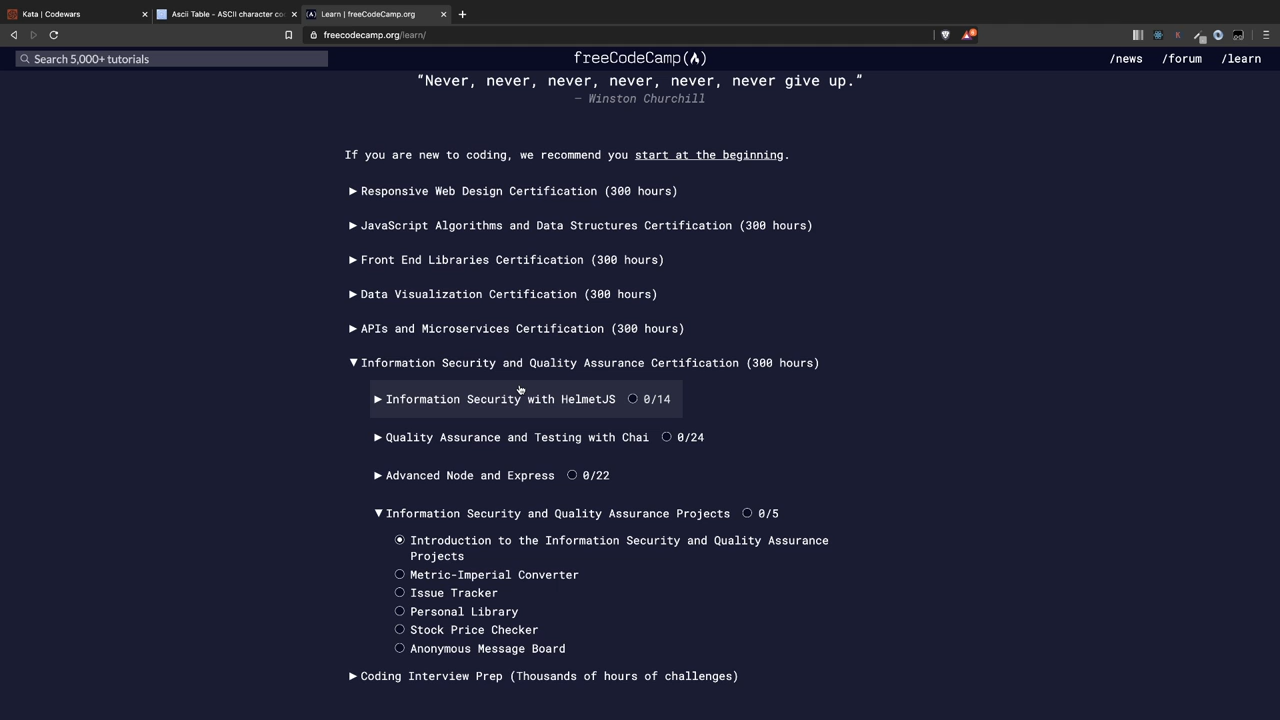 Kata | Codewars
Ascii Table - ASCII character co
Learn | freeCodeCamp.org
freecodecamp.org/learn/
Search 5,000+ tutorials
freeCodeCamp
/news
/forum
/learn
"Never, never, never, never, never, never give up."
– Winston Churchill
If you are new to coding, we recommend you start at the beginning.
Responsive Web Design Certification (300 hours)
JavaScript Algorithms and Data Structures Certification (300 hours)
Front End Libraries Certification (300 hours)
Data Visualization Certification (300 hours)
APIs and Microservices Certification (300 hours)
Information Security and Quality Assurance Certification (300 hours)
Information Security with HelmetJS 0/14
Quality Assurance and Testing with Chai 0/24
Advanced Node and Express 0/22
Information Security and Quality Assurance Projects 0/5
Introduction to the Information Security and Quality Assurance
Projects
Metric-Imperial Converter
Issue Tracker
Personal Library
Stock Price Checker
Anonymous Message Board
Coding Interview Prep (Thousands of hours of challenges)